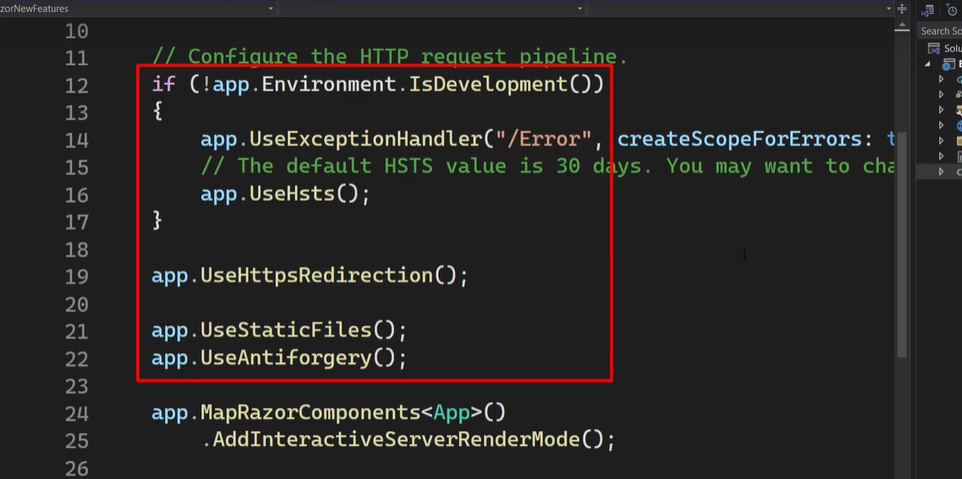 zorNewFeatures
Search So
Solu
10
11 // Configure the HTTP request pipeline.
12 if (!app.Environment.IsDevelopment())
13 {
14 app.UseExceptionHandler("/Error", createScopeForErrors: t
15 // The default HSTS value is 30 days. You may want to cha
16 app.UseHsts();
17 }
18
19 app.UseHttpsRedirection();
20
21 app.UseStaticFiles();
22 app.UseAntiforgery();
23
24 app.MapRazorComponents<App>()
25 .AddInteractiveServerRenderMode();
26